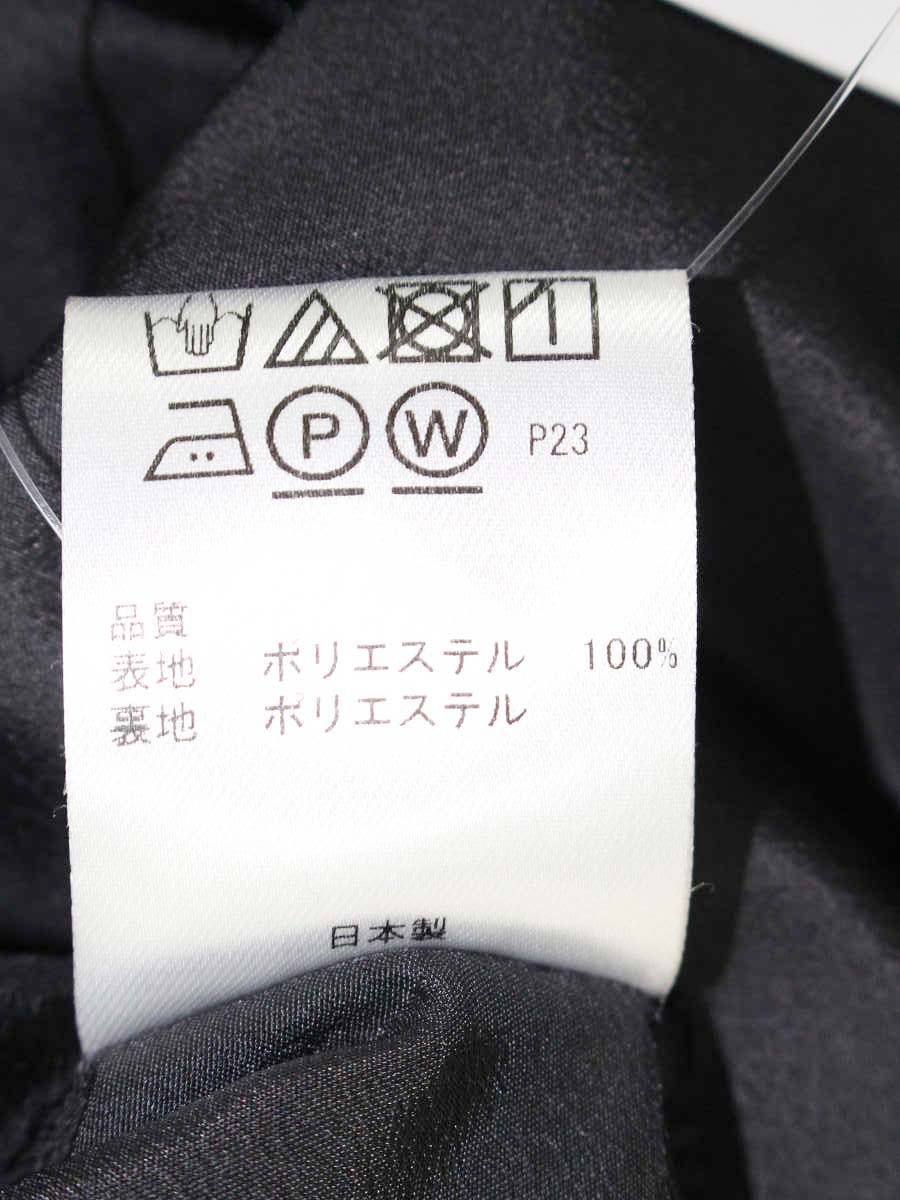 P W P23
品質
表地 ポリエステル 100%
裏地 ポリエステル
日本製